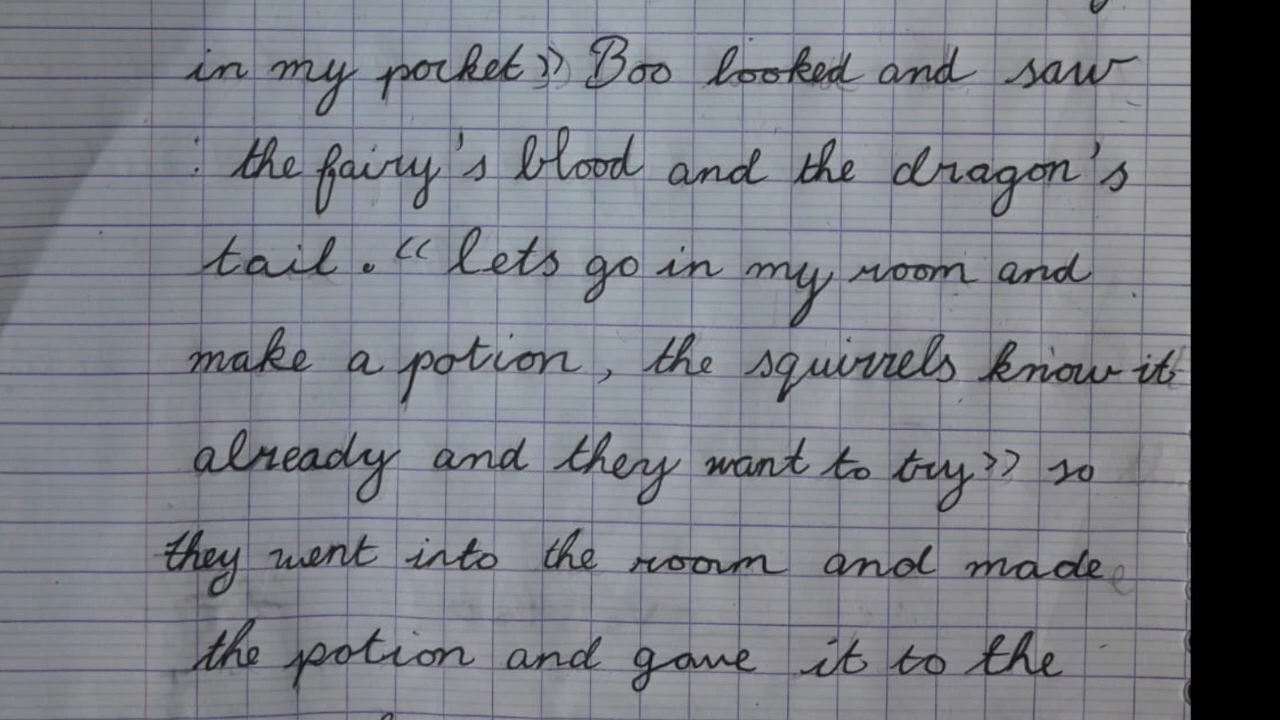 in my pocket» Boo looked and saw
: the fairy's blood and the dragon's
tail. « lets go in my room and
make a potion, the squirrels know it
already and they want to try» so
they went into the room and made
the potion and gave it to the